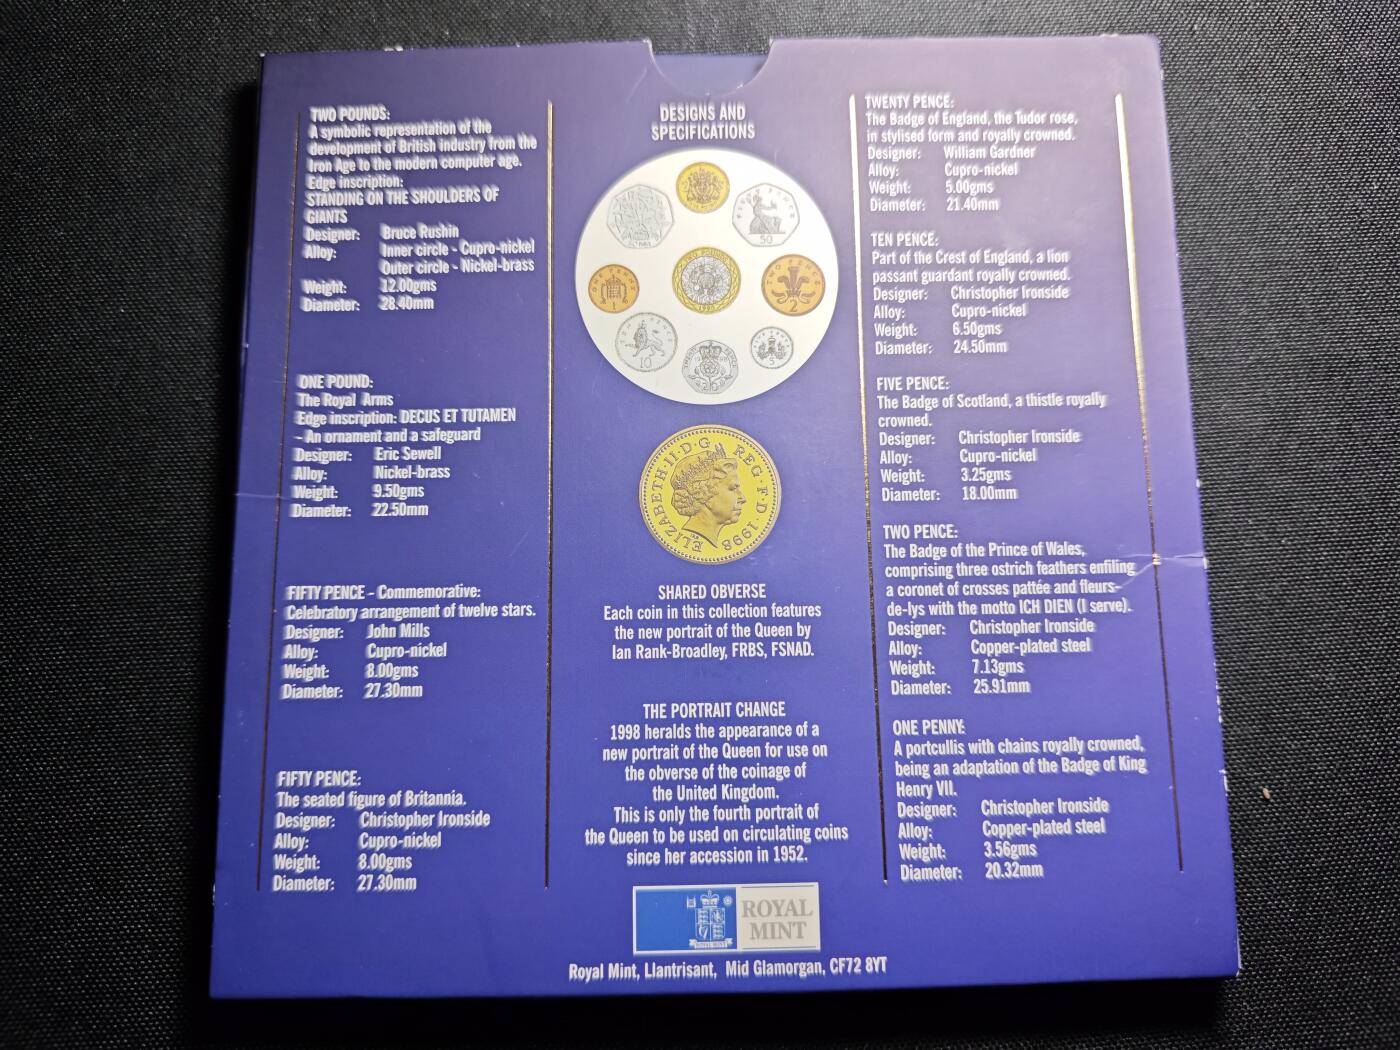 TWO POUNDS:
A symbolic representation of the
development of British industry from the
Iron Age to the modern computer age.
Edge inscription:
STANDING ON THE SHOULDERS OF
GIANTS
Designer: Bruce Rushin
Alloy: Inner circle - Cupro-nickel
Outer circle - Nickel-brass
Weight: 12.00gms
Diameter: 28.40mm
ONE POUND:
The Royal Arms
Edge inscription: DECUS ET TUTAMEN
- An ornament and a safeguard
Designer: Eric Sewell
Alloy: Nickel-brass
Weight: 9.50gms
Diameter: 22.50mm
FIFTY PENCE - Commemorative:
Celebratory arrangement of twelve stars.
Designer: John Mills
Alloy: Cupro-nickel
Weight: 8.00gms
Diameter: 27.30mm
FIFTY PENCE:
The seated figure of Britannia.
Designer: Christopher Ironside
Alloy: Cupro-nickel
Weight: 8.00gms
Diameter: 27.30mm
DESIGNS AND
SPECIFICATIONS
50
ONE PENNY
1
TWO POUNDS
1998
TWO PENCE
2
TEN PENCE
10
5
ELIZABETH·II·D·G REG·F·D·1998
SHARED OBVERSE
Each coin in this collection features
the new portrait of the Queen by
Ian Rank-Broadley, FRBS, FSNAD.
THE PORTRAIT CHANGE
1998 heralds the appearance of a
new portrait of the Queen for use on
the obverse of the coinage of
the United Kingdom.
This is only the fourth portrait of
the Queen to be used on circulating coins
since her accession in 1952.
ROYAL
MINT
Royal Mint, Llantrisant, Mid Glamorgan, CF72 8YT
TWENTY PENCE:
The Badge of England, the Tudor rose,
in stylised form and royally crowned.
Designer: William Gardner
Alloy: Cupro-nickel
Weight: 5.00gms
Diameter: 21.40mm
TEN PENCE:
Part of the Crest of England, a lion
passant guardant royally crowned.
Designer: Christopher Ironside
Alloy: Cupro-nickel
Weight: 6.50gms
Diameter: 24.50mm
FIVE PENCE:
The Badge of Scotland, a thistle royally
crowned.
Designer: Christopher Ironside
Alloy: Cupro-nickel
Weight: 3.25gms
Diameter: 18.00mm
TWO PENCE:
The Badge of the Prince of Wales,
comprising three ostrich feathers enfiling
a coronet of crosses pattée and fleurs-
de-lys with the motto ICH DIEN (I serve).
Designer: Christopher Ironside
Alloy: Copper-plated steel
Weight: 7.13gms
Diameter: 25.91mm
ONE PENNY:
A portcullis with chains royally crowned,
being an adaptation of the Badge of King
Henry VII.
Designer: Christopher Ironside
Alloy: Copper-plated steel
Weight: 3.56gms
Diameter: 20.32mm